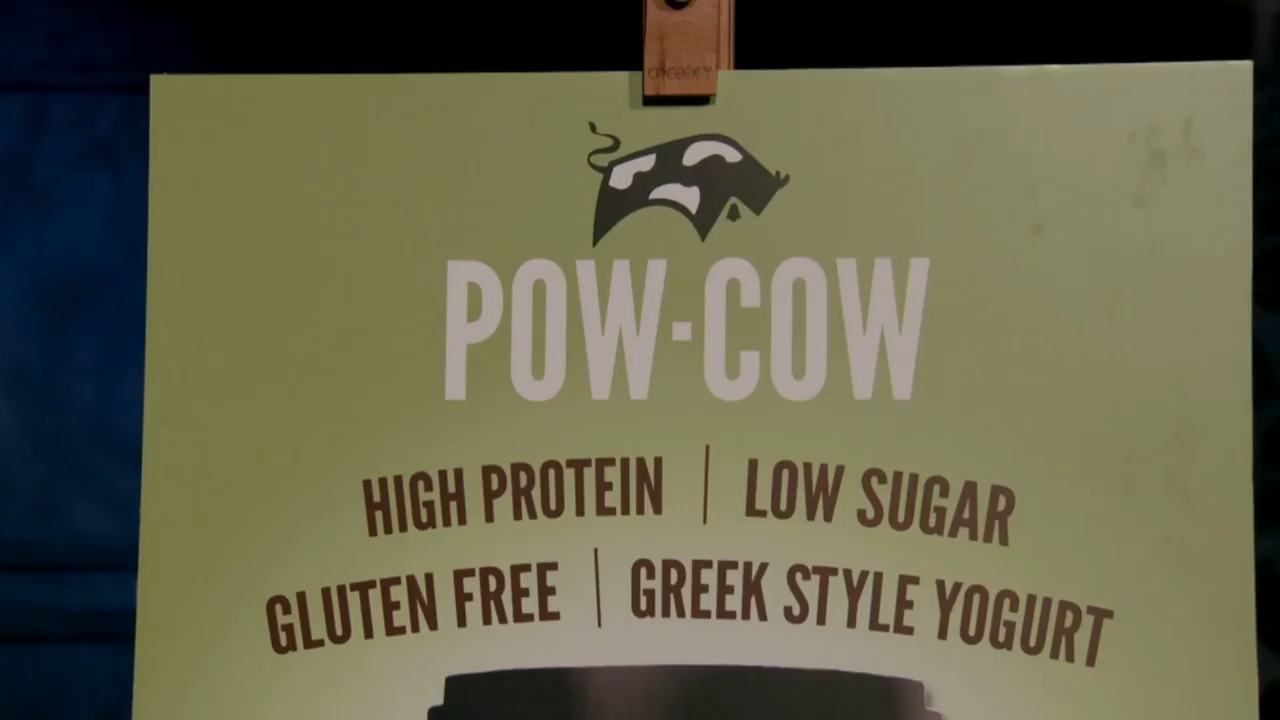 POW·COW
HIGH PROTEIN | LOW SUGAR
GLUTEN FREE | GREEK STYLE YOGURT